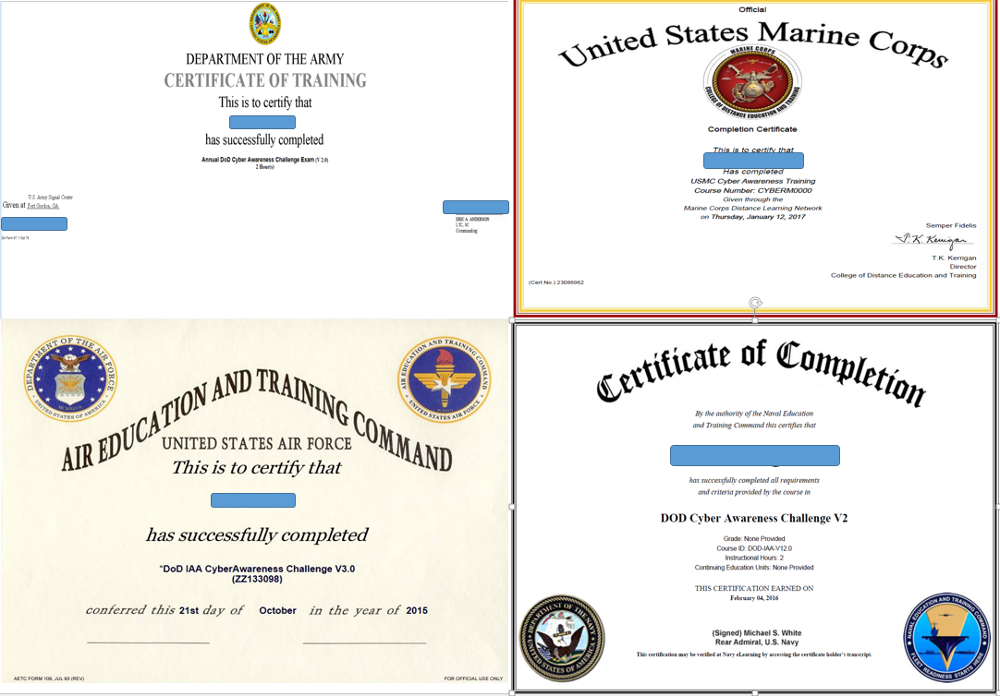 DEPARTMENT OF THE ARMY
CERTIFICATE OF TRAINING
This is to certify that
has successfully completed
Annual DoD Cyber Awareness Challenge Exam (V 2.0)
2 Hour(s)
U.S. Army Signal Center
Given at Fort Gordon, GA.
ERIC A. ANDERSON
LTC, SC
Commanding
DA Form 87, 1 Oct 78
Official
United States Marine Corps
MARINE CORPS
COLLEGE OF DISTANCE EDUCATION AND TRAINING
Completion Certificate
This is to certify that
Has completed
USMC Cyber Awareness Training
Course Number: CYBERM0000
Given through the
Marine Corps Distance Learning Network
on Thursday, January 12, 2017
Semper Fidelis
T. K. Kerrigan
T.K. Kerrigan
Director
College of Distance Education and Training
(Cert No.) 23086962
DEPARTMENT OF THE AIR FORCE
UNITED STATES OF AMERICA
AIR EDUCATION AND TRAINING COMMAND
UNITED STATES AIR FORCE
AIR EDUCATION AND TRAINING COMMAND
UNITED STATES AIR FORCE
This is to certify that
has successfully completed
*DoD IAA CyberAwareness Challenge V3.0
(ZZ133098)
conferred this 21st day of October in the year of 2015
AETC FORM 109, JUL 93 (REV)
FOR OFFICIAL USE ONLY
Certificate of Completion
By the authority of the Naval Education
and Training Command this certifies that
has successfully completed all requirements
and criteria provided by the course in
DOD Cyber Awareness Challenge V2
Grade: None Provided
Course ID: DOD-IAA-V12.0
Instructional Hours: 2
Continuing Education Units: None Provided
THIS CERTIFICATION EARNED ON
February 04, 2016
(Signed) Michael S. White
Rear Admiral, U.S. Navy
This certification may be verified at Navy eLearning by accessing the certificate holder's transcript.
DEPARTMENT OF THE NAVY
UNITED STATES OF AMERICA
NAVAL EDUCATION AND TRAINING COMMAND
FLEET READINESS STARTS HERE